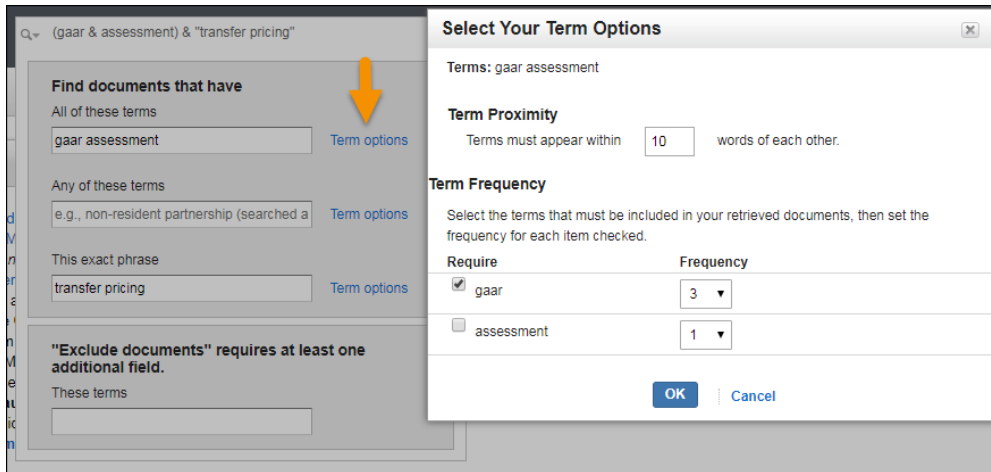 (gaar & assessment) & "transfer pricing"
Find documents that have
All of these terms
gaar assessment
Term options
Any of these terms
e.g., non-resident partnership (searched a
Term options
This exact phrase
transfer pricing
Term options
"Exclude documents" requires at least one
additional field.
These terms
Select Your Term Options
Terms: gaar assessment
Term Proximity
Terms must appear within 10 words of each other.
Term Frequency
Select the terms that must be included in your retrieved documents, then set the
frequency for each item checked.
Require Frequency
gaar 3
assessment 1
OK Cancel